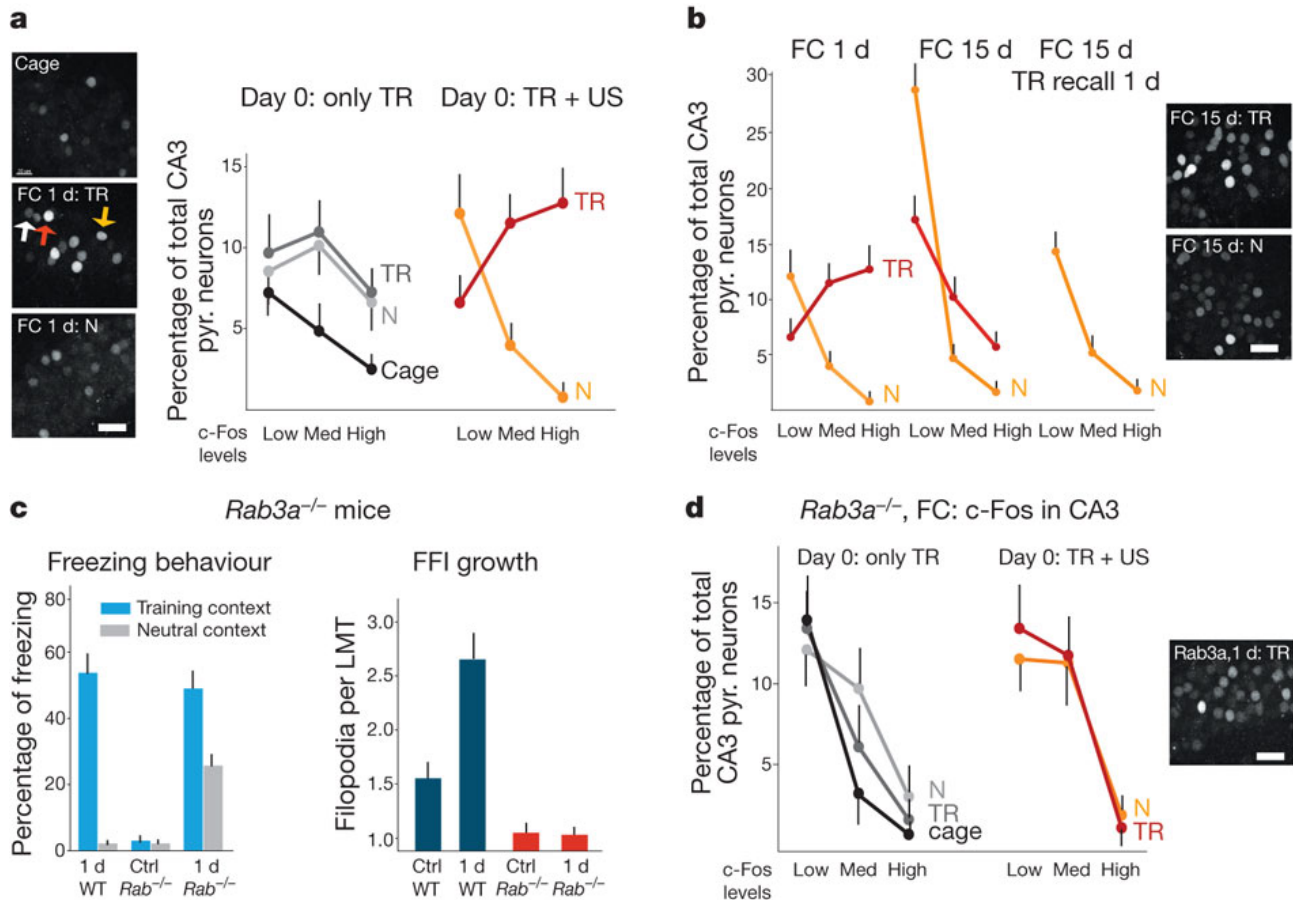 a
Cage
FC 1 d: TR
FC 1 d: N
Day 0: only TR
Day 0: TR + US
Percentage of total CA3
pyr. neurons
15
10
5
TR
N
Cage
TR
N
c-Fos
levels
Low Med High
Low Med High
b
FC 1 d
FC 15 d
FC 15 d
TR recall 1 d
Percentage of total CA3
pyr. neurons
30
25
20
15
10
5
TR
N
N
N
c-Fos
levels
Low Med High
Low Med High
Low Med High
FC 15 d: TR
FC 15 d: N
c
Rab3a−/− mice
Freezing behaviour
Percentage of freezing
80
60
40
20
0
Training context
Neutral context
1 d
WT
Ctrl
Rab−/−
1 d
Rab−/−
FFI growth
Filopodia per LMT
3.0
2.5
2.0
1.5
1.0
Ctrl
WT
1 d
WT
Ctrl
Rab−/−
1 d
Rab−/−
d
Rab3a−/−, FC: c-Fos in CA3
Day 0: only TR
Day 0: TR + US
Percentage of total
CA3 pyr. neurons
15
10
5
N
TR
cage
N
TR
c-Fos
levels
Low Med High
Low Med High
Rab3a,1 d: TR